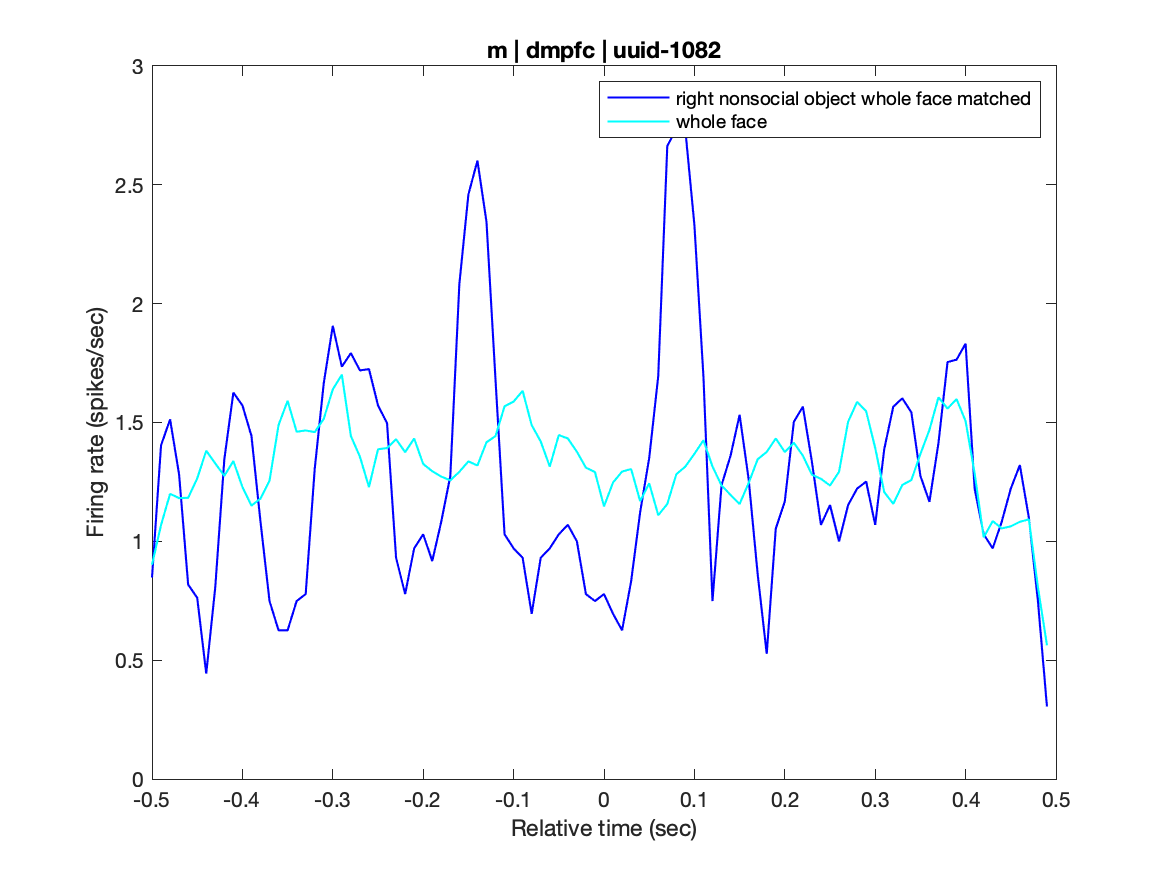 m | dmpfc | uuid-1082
right nonsocial object whole face matched
whole face
3
2.5
2
1.5
1
0.5
0
Firing rate (spikes/sec)
-0.5 -0.4 -0.3 -0.2 -0.1 0 0.1 0.2 0.3 0.4 0.5
Relative time (sec)